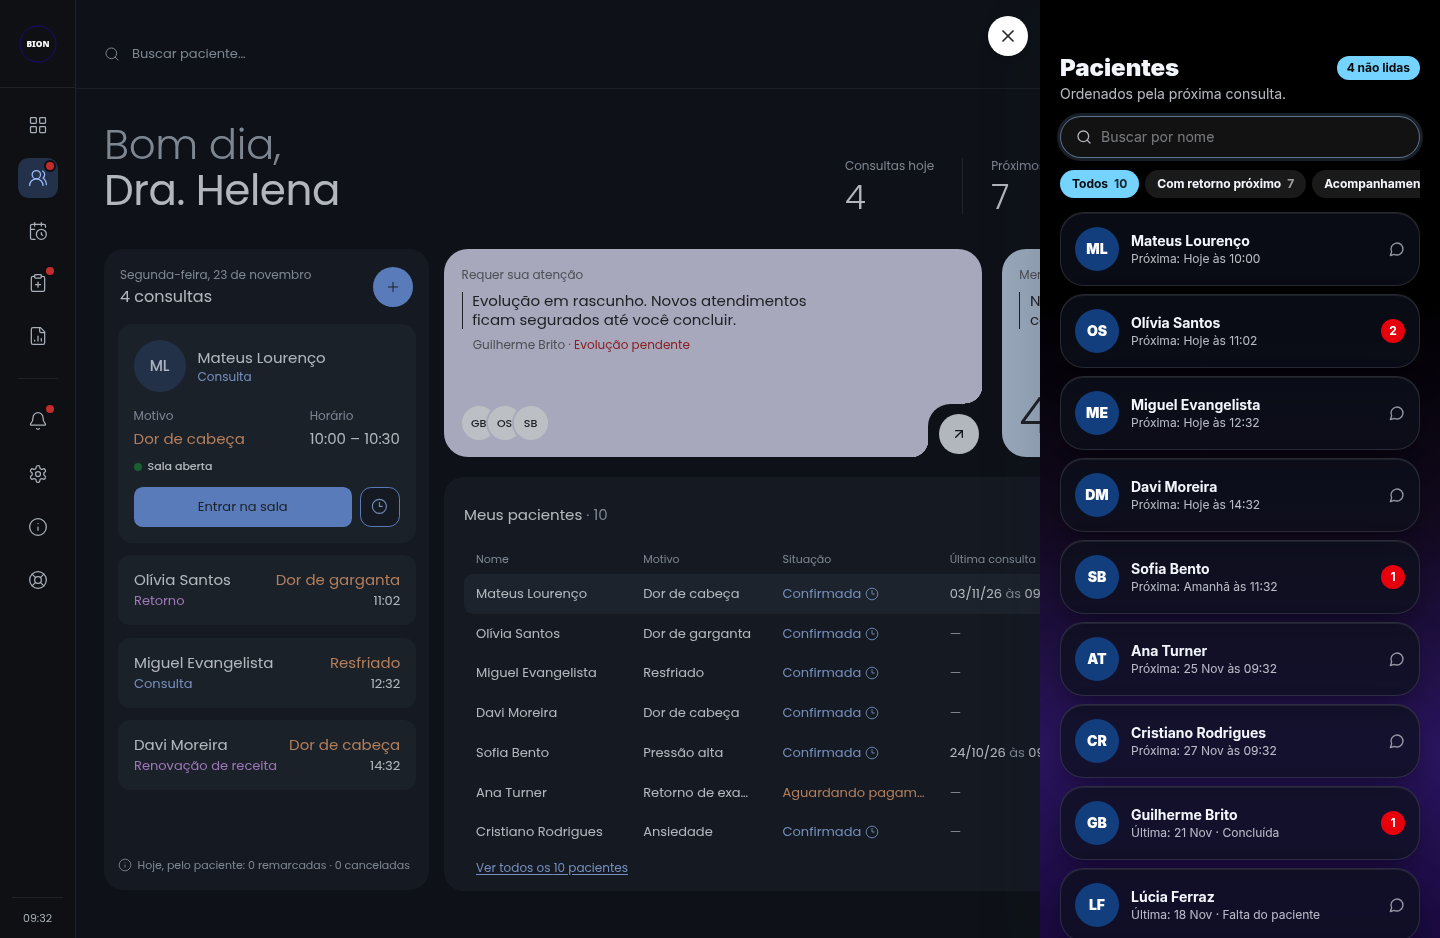 BION
Buscar paciente...
Bom dia,
Dra. Helena
Consultas hoje
4
Próximos
7
Segunda-feira, 23 de novembro
4 consultas
ML
Mateus Lourenço
Consulta
Motivo
Horário
Dor de cabeça
10:00 – 10:30
Sala aberta
Entrar na sala
Olívia Santos
Dor de garganta
Retorno
11:02
Miguel Evangelista
Resfriado
Consulta
12:32
Davi Moreira
Dor de cabeça
Renovação de receita
14:32
Hoje, pelo paciente: 0 remarcadas · 0 canceladas
09:32
Requer sua atenção
Evolução em rascunho. Novos atendimentos
ficam segurados até você concluir.
Guilherme Brito · Evolução pendente
GB
OS
SB
Meus pacientes · 10
Nome
Motivo
Situação
Última consulta
Mateus Lourenço
Dor de cabeça
Confirmada
03/11/26 às 09
Olívia Santos
Dor de garganta
Confirmada
—
Miguel Evangelista
Resfriado
Confirmada
—
Davi Moreira
Dor de cabeça
Confirmada
—
Sofia Bento
Pressão alta
Confirmada
24/10/26 às 09
Ana Turner
Retorno de exa...
Aguardando pagam...
—
Cristiano Rodrigues
Ansiedade
Confirmada
—
Ver todos os 10 pacientes
Pacientes
4 não lidas
Ordenados pela próxima consulta.
Buscar por nome
Todos 10
Com retorno próximo 7
Acompanhamen
ML
Mateus Lourenço
Próxima: Hoje às 10:00
OS
Olívia Santos
Próxima: Hoje às 11:02
2
ME
Miguel Evangelista
Próxima: Hoje às 12:32
DM
Davi Moreira
Próxima: Hoje às 14:32
SB
Sofia Bento
Próxima: Amanhã às 11:32
1
AT
Ana Turner
Próxima: 25 Nov às 09:32
CR
Cristiano Rodrigues
Próxima: 27 Nov às 09:32
GB
Guilherme Brito
Última: 21 Nov · Concluída
1
LF
Lúcia Ferraz
Última: 18 Nov · Falta do paciente